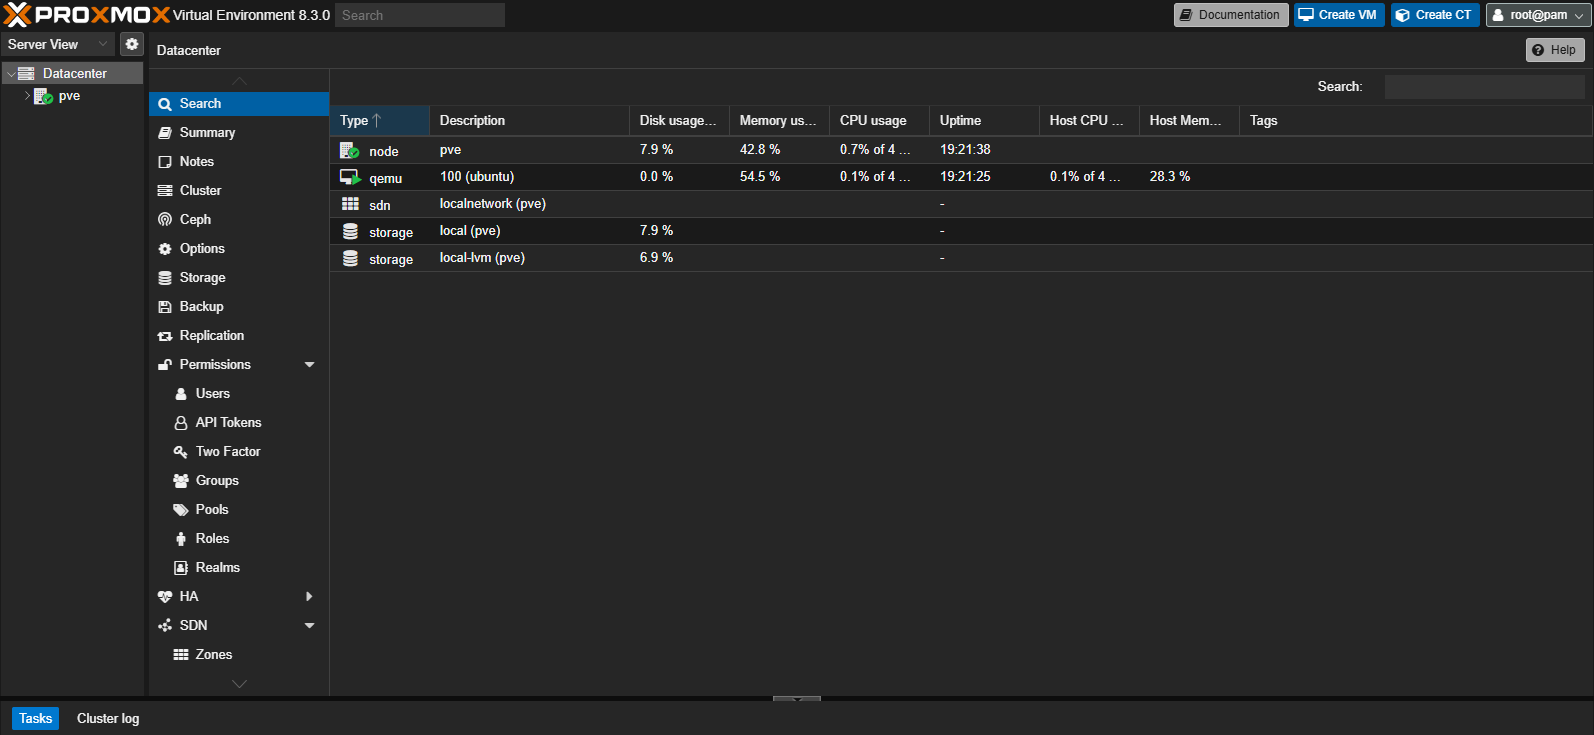 PROXMOX Virtual Environment 8.3.0 Search Documentation Create VM Create CT root@pam
Server View
Datacenter
pve
Datacenter Help
Search
Summary
Notes
Cluster
Ceph
Options
Storage
Backup
Replication
Permissions
Users
API Tokens
Two Factor
Groups
Pools
Roles
Realms
HA
SDN
Zones
Search:
Type Description Disk usage... Memory us... CPU usage Uptime Host CPU ... Host Mem... Tags
node pve 7.9 % 42.8 % 0.7% of 4 ... 19:21:38
qemu 100 (ubuntu) 0.0 % 54.5 % 0.1% of 4 ... 19:21:25 0.1% of 4 ... 28.3 %
sdn localnetwork (pve) -
storage local (pve) 7.9 % -
storage local-lvm (pve) 6.9 % -
Tasks Cluster log